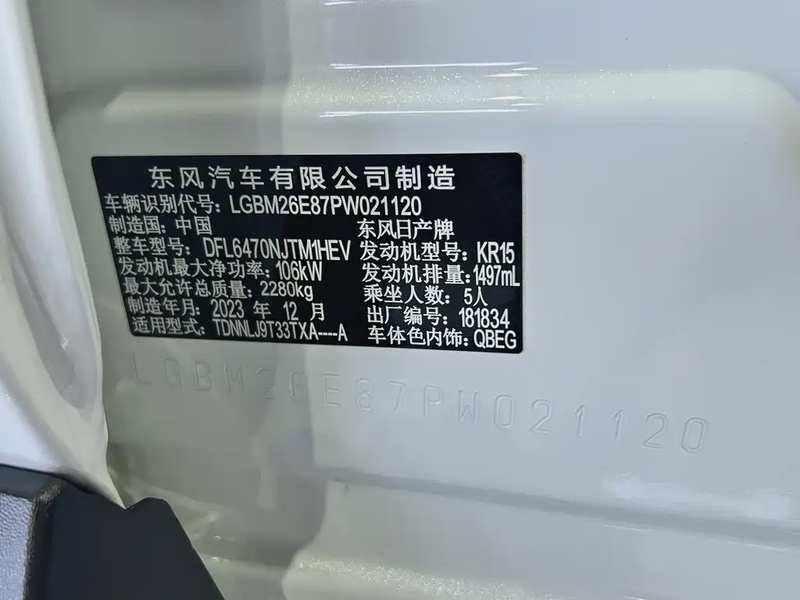 东风汽车有限公司制造
车辆识别代号: LGBM26E87PW021120
制造国: 中国 东风日产牌
整车型号: DFL6470NJTM1HEV 发动机型号: KR15
发动机最大净功率: 106kW 发动机排量: 1497mL
最大允许总质量: 2280kg 乘坐人数: 5人
制造年月: 2023 年 12 月 出厂编号: 181834
适用型式: TDNNLJ9T33TXA----A 车体色内饰: QBEG
LGBM26E87PW021120